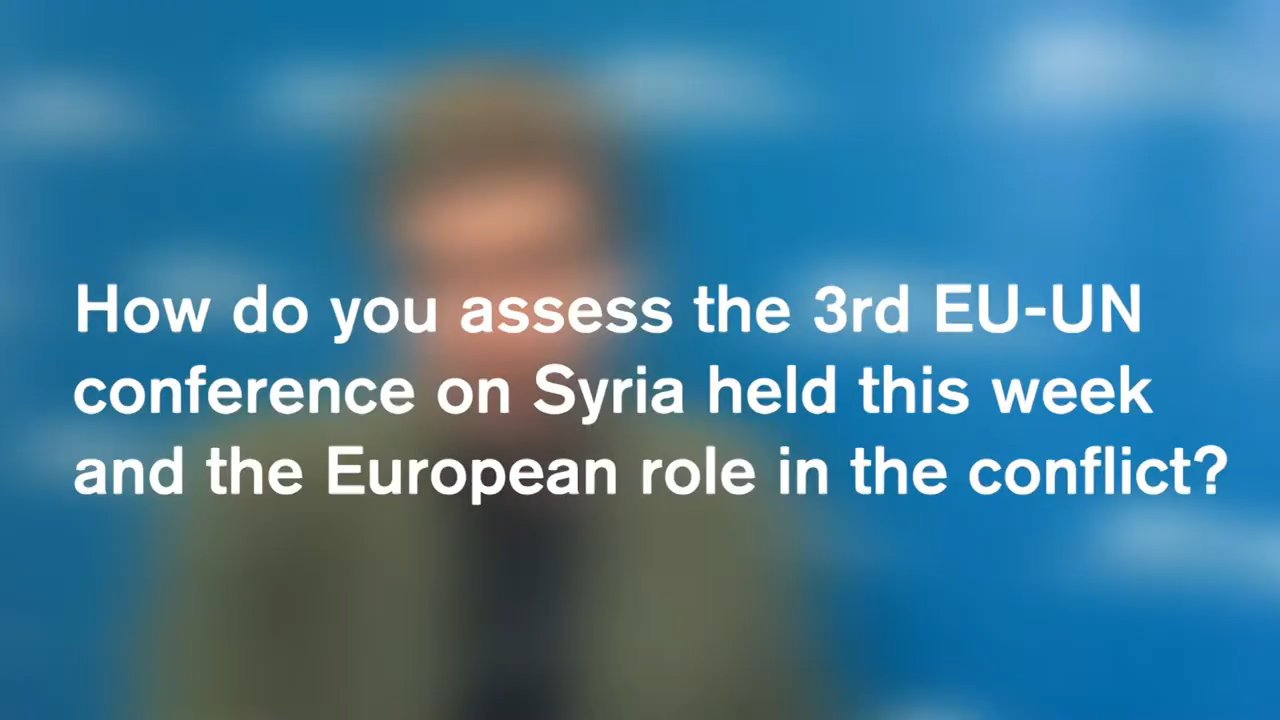 How do you assess the 3rd EU-UN
conference on Syria held this week
and the European role in the conflict?